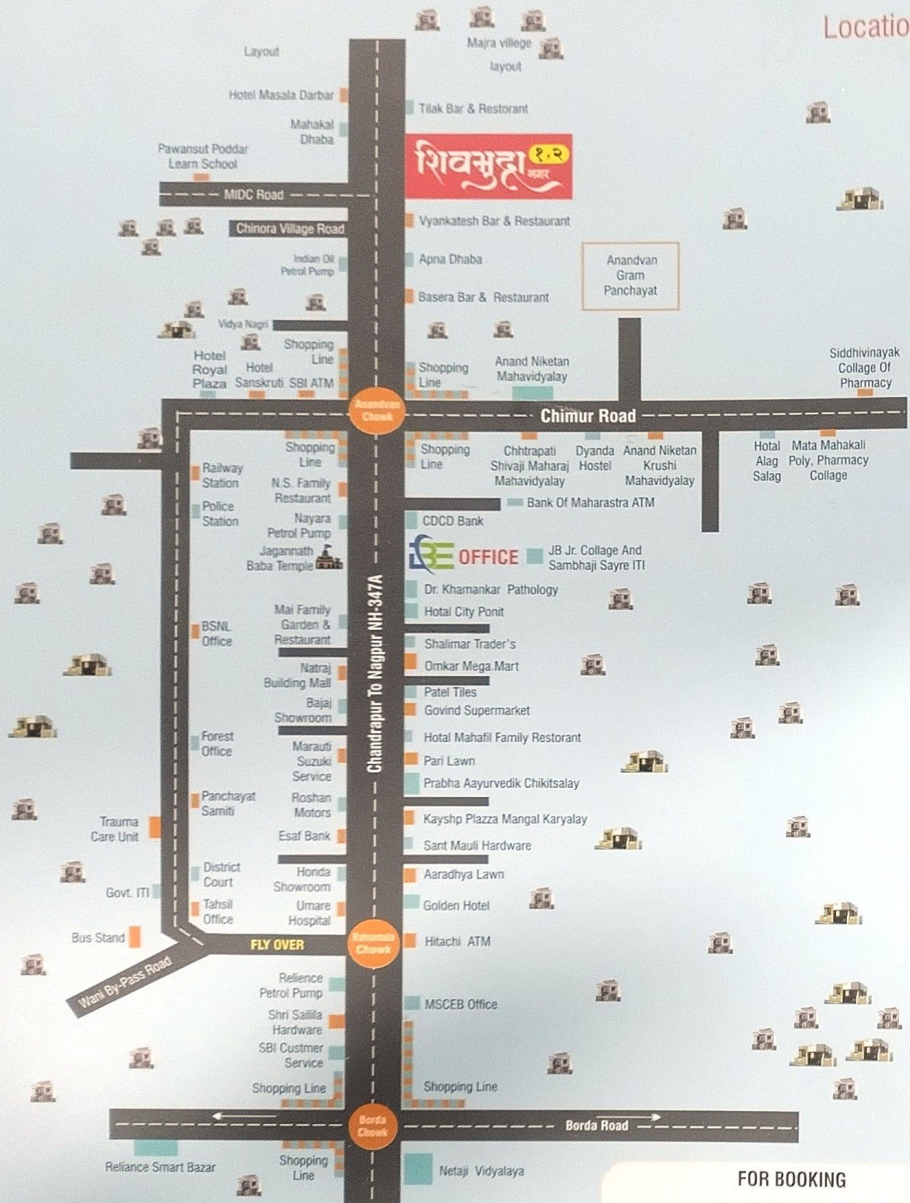 Locatio
Layout
Majra villege
layout
Hotel Masala Darbar
Tilak Bar & Restorant
Mahakal
Dhaba
Pawansut Poddar
Learn School
शिवमुद्रा १,२
नगर
MIDC Road
Vyankatesh Bar & Restaurant
Chinora Village Road
Indian Oil
Petrol Pump
Apna Dhaba
Anandvan
Gram
Panchayat
Basera Bar & Restaurant
Vidya Nagri
Shopping
Line
Hotel
Royal
Plaza
Hotel
Sanskruti
SBI ATM
Shopping
Line
Anand Niketan
Mahavidyalay
Siddhivinayak
Collage Of
Pharmacy
Anandvan
Chowk
Chimur Road
Shopping
Line
Shopping
Line
Chhtrapati
Shivaji Maharaj
Mahavidyalay
Dyanda
Hostel
Anand Niketan
Krushi
Mahavidyalay
Hotal
Alag
Salag
Mata Mahakali
Poly, Pharmacy
Collage
Railway
Station
N.S. Family
Restaurant
Bank Of Maharastra ATM
Police
Station
Nayara
Petrol Pump
CDCD Bank
Jagannath
Baba Temple
OFFICE
JB Jr. Collage And
Sambhaji Sayre ITI
Dr. Khamankar Pathology
Hotal City Ponit
Mai Family
Garden &
Restaurant
BSNL
Office
Chandrapur To Nagpur NH-347A
Shalimar Trader's
Omkar Mega Mart
Natraj
Building Mall
Patel Tiles
Bajaj
Showroom
Govind Supermarket
Forest
Office
Hotal Mahafil Family Restorant
Marauti
Suzuki
Service
Pari Lawn
Prabha Aayurvedik Chikitsalay
Panchayat
Samiti
Roshan
Motors
Trauma
Care Unit
Kayshp Plazza Mangal Karyalay
Esaf Bank
Sant Mauli Hardware
District
Court
Honda
Showroom
Aaradhya Lawn
Govt. ITI
Tahsil
Office
Umare
Hospital
Golden Hotel
Bus Stand
FLY OVER
Ratnamala
Chowk
Hitachi ATM
Wani By-Pass Road
Relience
Petrol Pump
MSCEB Office
Shri Sailila
Hardware
SBI Custmer
Service
Shopping Line
Shopping Line
Borda
Chowk
Borda Road
Reliance Smart Bazar
Shopping
Line
Netaji Vidyalaya
FOR BOOKING